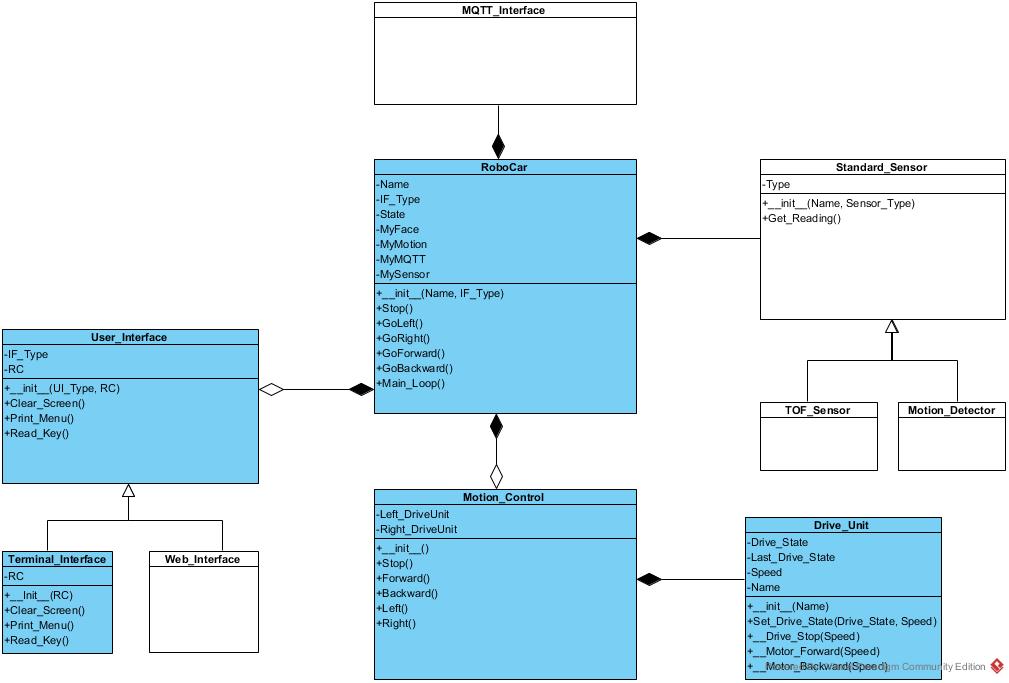 MQTT_Interface
RoboCar
-Name
-IF_Type
-State
-MyFace
-MyMotion
-MyMQTT
-MySensor
+__init__(Name, IF_Type)
+Stop()
+GoLeft()
+GoRight()
+GoForward()
+GoBackward()
+Main_Loop()
Standard_Sensor
-Type
+__init__(Name, Sensor_Type)
+Get_Reading()
User_Interface
-IF_Type
-RC
+__init__(UI_Type, RC)
+Clear_Screen()
+Print_Menu()
+Read_Key()
TOF_Sensor
Motion_Detector
Terminal_Interface
-RC
+__Init__(RC)
+Clear_Screen()
+Print_Menu()
+Read_Key()
Web_Interface
Motion_Control
-Left_DriveUnit
-Right_DriveUnit
+__init__()
+Stop()
+Forward()
+Backward()
+Left()
+Right()
Drive_Unit
-Drive_State
-Last_Drive_State
-Speed
-Name
+__init__(Name)
+Set_Drive_State(Drive_State, Speed)
+__Drive_Stop(Speed)
+__Motor_Forward(Speed)
+__Motor_Backward(Speed)
Community Edition